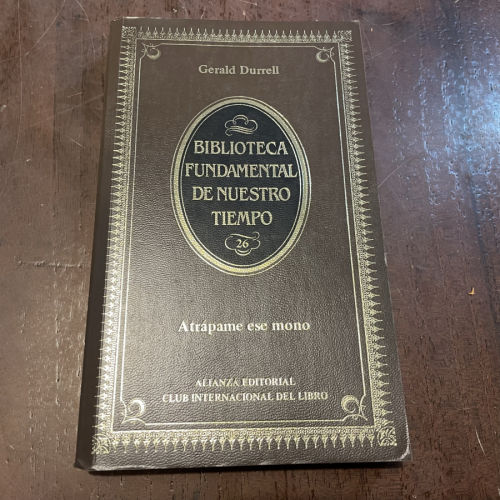 Gerald Durrell
BIBLIOTECA
FUNDAMENTAL
DE NUESTRO
TIEMPO
26
Atrápame ese mono
ALIANZA EDITORIAL
CLUB INTERNACIONAL DEL LIBRO